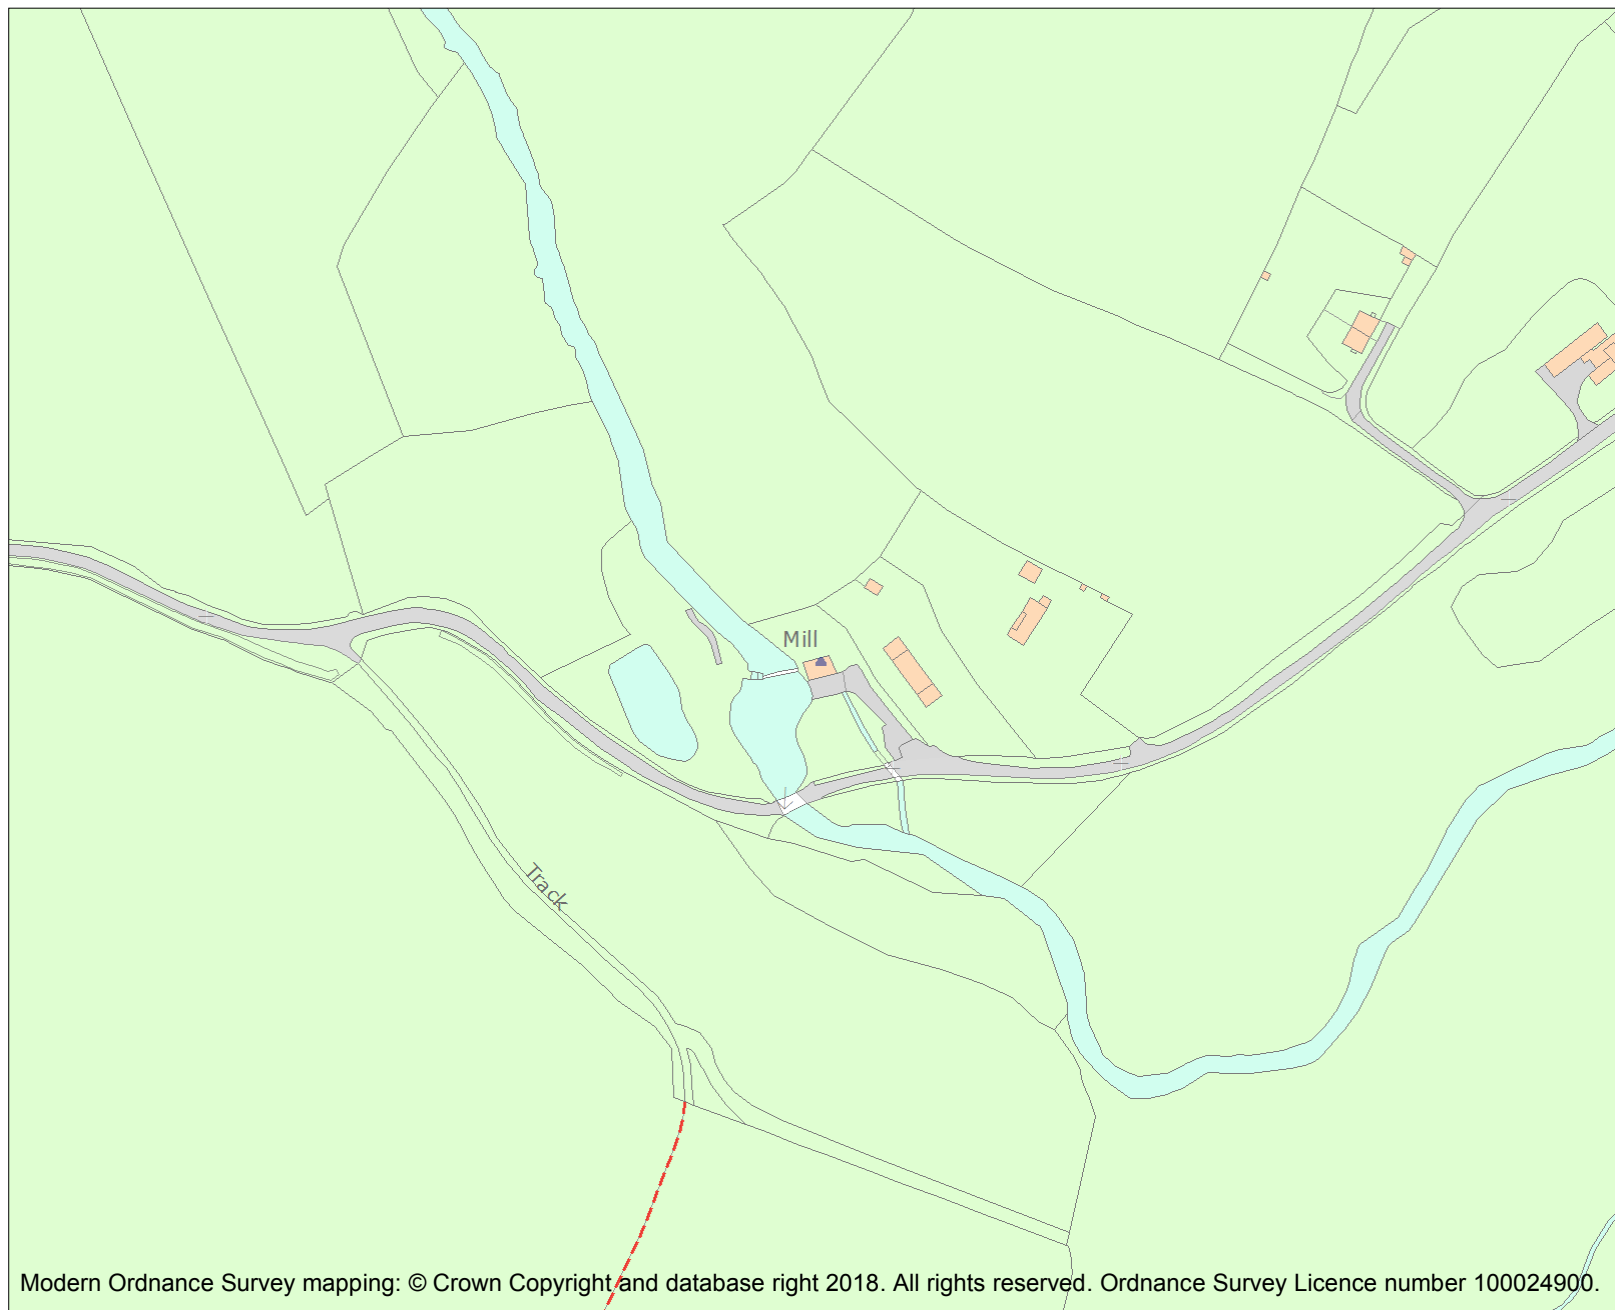 Mill
Track
Modern Ordnance Survey mapping: © Crown Copyright and database right 2018. All rights reserved. Ordnance Survey Licence number 100024900.